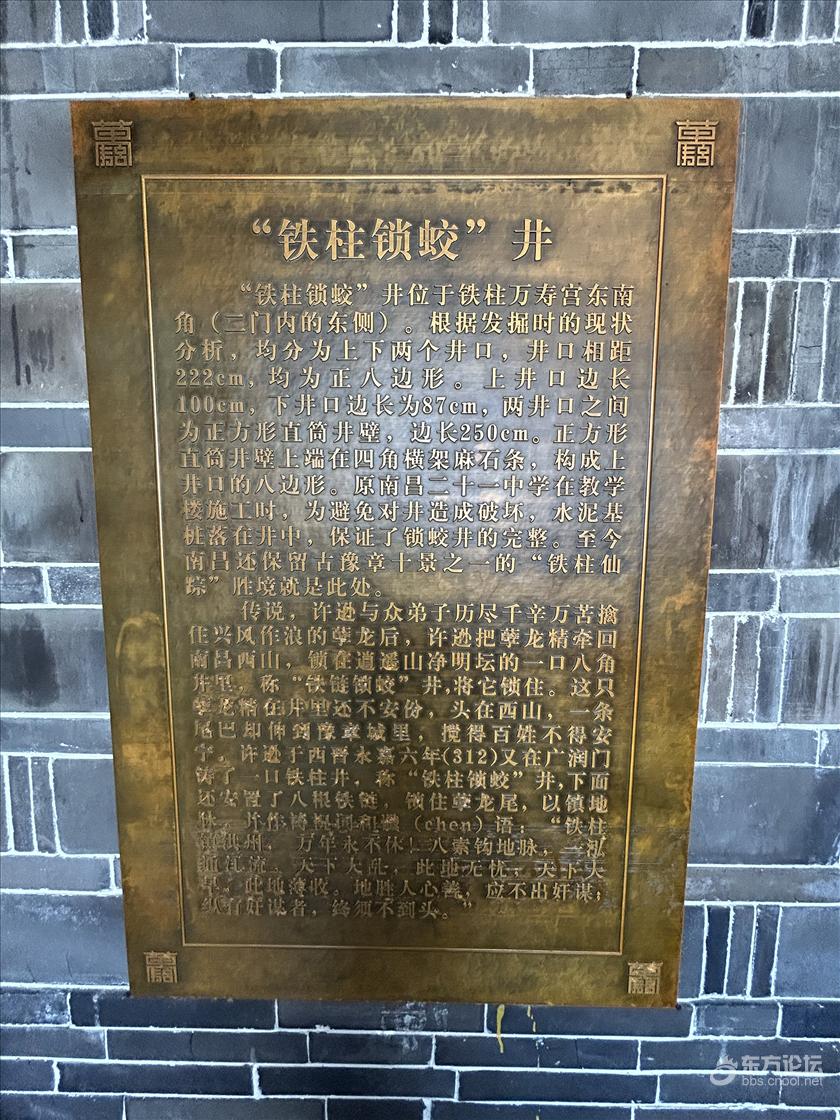 “铁柱锁蛟”井
“铁柱锁蛟”井位于铁柱万寿宫东南
角（二门内的东侧）。根据发掘时的现状
分析，均分为上下两个井口，井口相距
222cm，均为正八边形。上井口边长
100cm，下井口边长为87cm，两井口之间
为正方形直筒井壁，边长250cm。正方形
直筒井壁上端在四角横架麻石条，构成上
井口的八边形。原南昌二十一中学在教学
楼施工时，为避免对井造成破坏，水泥基
桩落在井中，保证了锁蛟井的完整。至今
南昌还保留古豫章十景之一的“铁柱仙
踪”胜境就是此处。
传说，许逊与众弟子历尽千辛万苦擒
住兴风作浪的孽龙后，许逊把孽龙精牵回
南昌西山，锁在逍遥山净明坛的一口八角
井里，称“铁链锁蛟”井,将它锁住。这只
孽龙精在井里还不安份，头在西山，一条
尾巴却伸到豫章城里，搅得百姓不得安
宁。许逊于西晋永嘉六年(312)又在广润门
铸了一口铁柱井，称“铁柱锁蛟”井,下面
还安置了八根铁链，锁住孽龙尾，以镇地
脉，并作 （chen）语：“铁柱
镇洪州，万年永不休！八索钩地脉，一泓
通江流。天下大乱，此地无忧，天下大
旱，此地薄收。地胜人心善，应不出奸谋；
纵有奸谋者，终须不到头。”
东方论坛
bbs.cnool.net